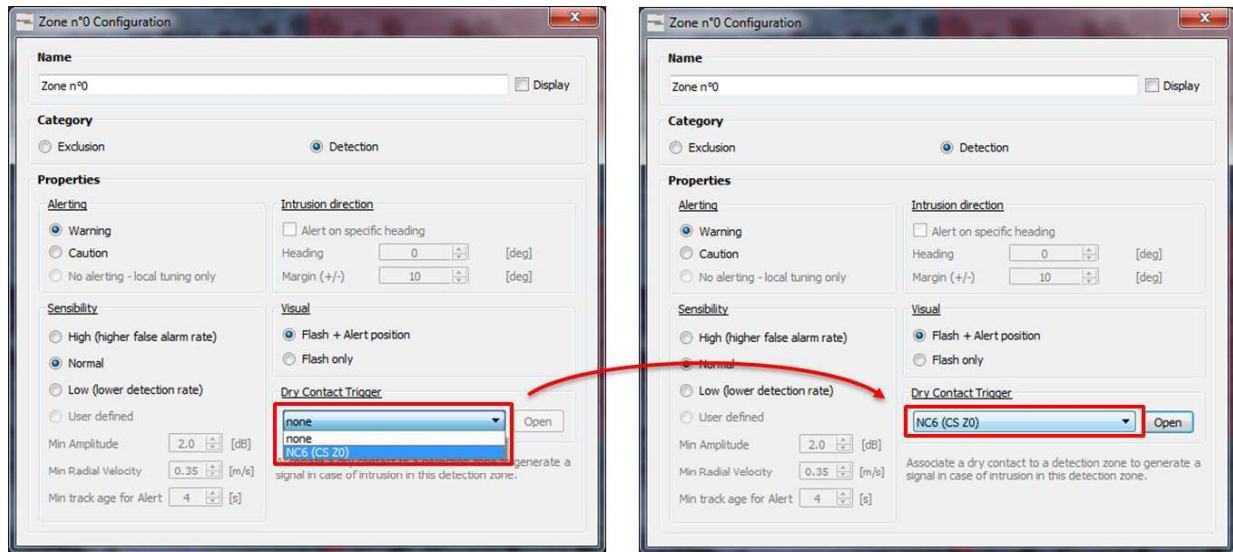 Zone n°0 Configuration
Name
Zone n°0
Display
Category
Exclusion
Detection
Properties
Alerting
Warning
Caution
No alerting - local tuning only
Intrusion direction
Alert on specific heading
Heading 0 [deg]
Margin (+/-) 10 [deg]
Sensibility
High (higher false alarm rate)
Normal
Low (lower detection rate)
User defined
Min Amplitude 2.0 [dB]
Min Radial Velocity 0.35 [m/s]
Min track age for Alert 4 [s]
Visual
Flash + Alert position
Flash only
Dry Contact Trigger
none
Open
none
NC6 (CS Z0)
Associate a dry contact to a detection zone to generate a
signal in case of intrusion in this detection zone.
Zone n°0 Configuration
Name
Zone n°0
Display
Category
Exclusion
Detection
Properties
Alerting
Warning
Caution
No alerting - local tuning only
Intrusion direction
Alert on specific heading
Heading 0 [deg]
Margin (+/-) 10 [deg]
Sensibility
High (higher false alarm rate)
Normal
Low (lower detection rate)
User defined
Min Amplitude 2.0 [dB]
Min Radial Velocity 0.35 [m/s]
Min track age for Alert 4 [s]
Visual
Flash + Alert position
Flash only
Dry Contact Trigger
NC6 (CS Z0)
Open
Associate a dry contact to a detection zone to generate a
signal in case of intrusion in this detection zone.